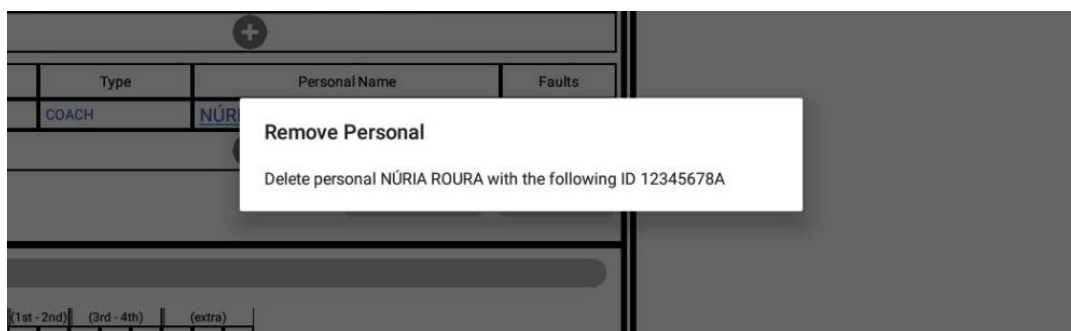 Type Personal Name Faults
COACH NÚRI
Remove Personal
Delete personal NÚRIA ROURA with the following ID 12345678A
(1st - 2nd) (3rd - 4th) (extra)